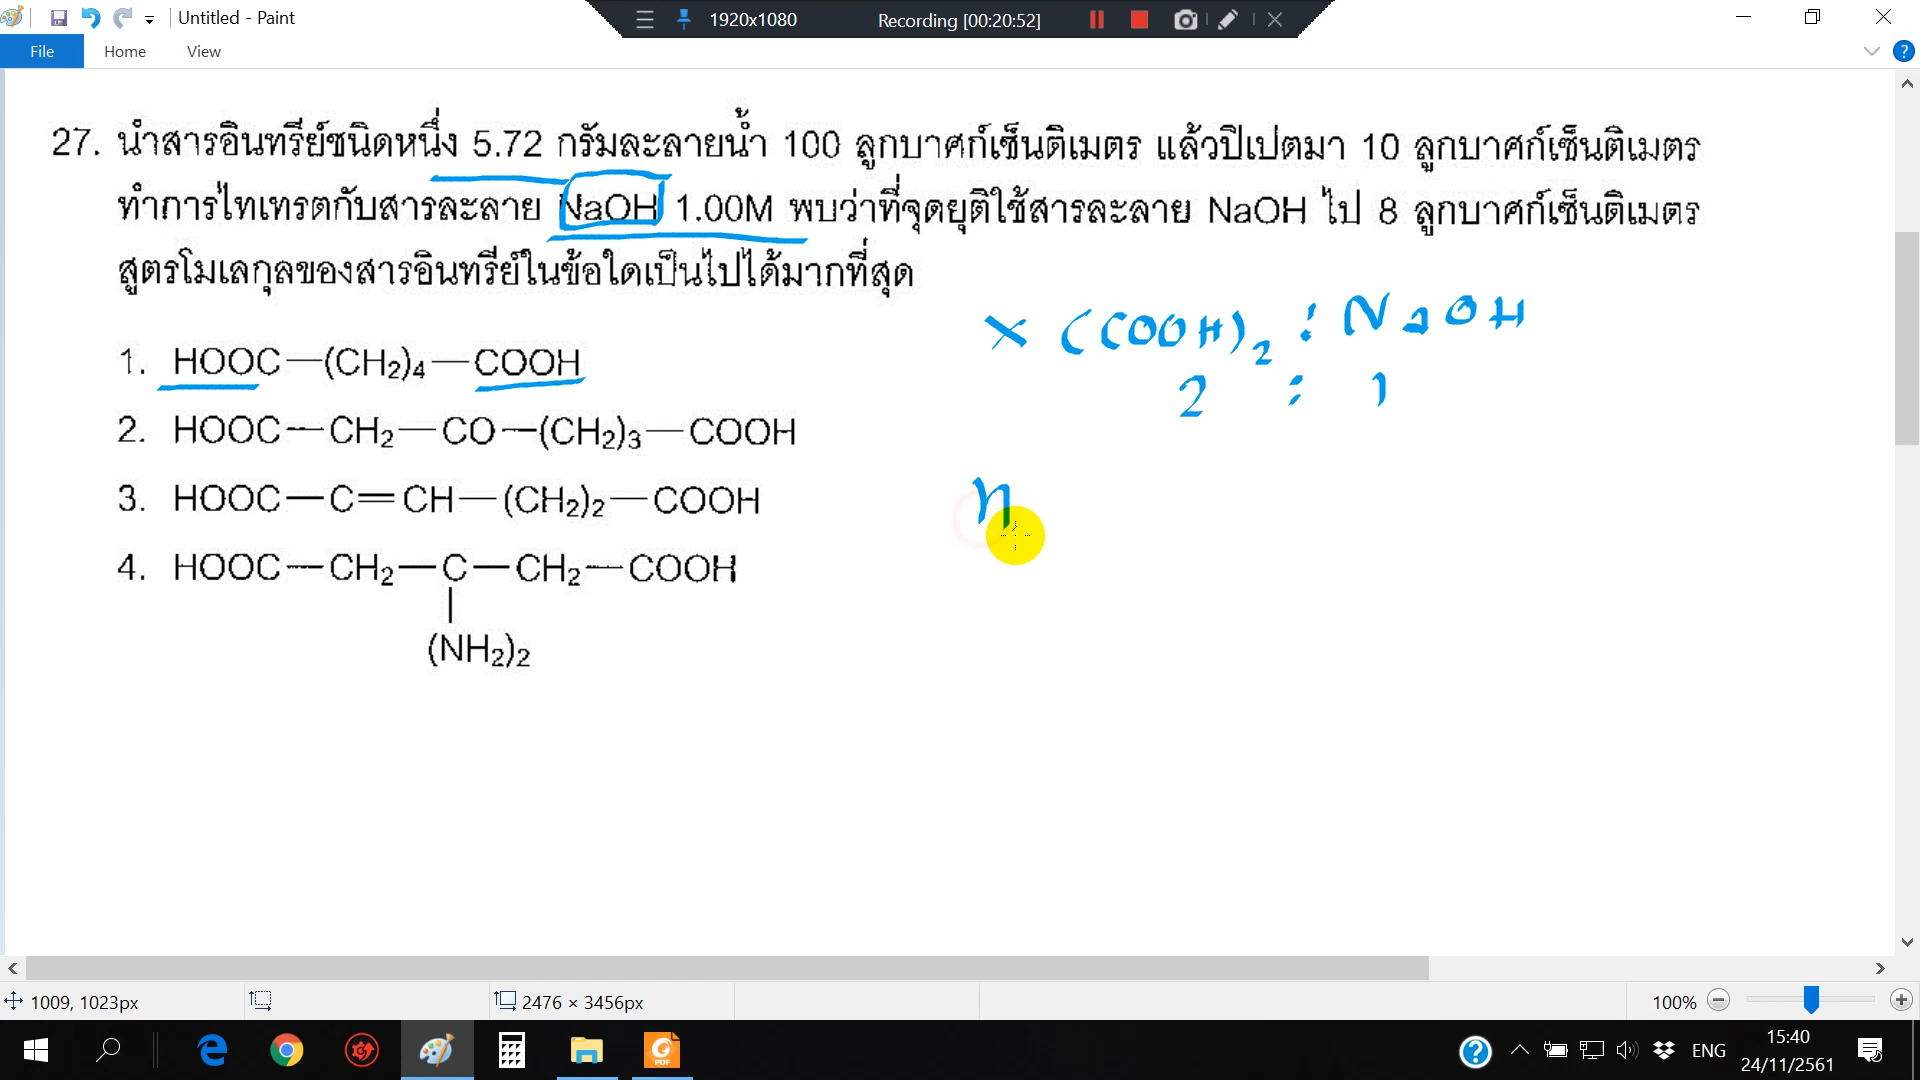 Untitled - Paint
1920x1080
Recording [00:20:52]
File Home View
27. นำสารอินทรีย์ชนิดหนึ่ง 5.72 กรัมละลายน้ำ 100 ลูกบาศก์เซ็นติเมตร แล้วปิเปตมา 10 ลูกบาศก์เซ็นติเมตร
ทำการไทเทรตกับสารละลาย NaOH 1.00M พบว่าที่จุดยุติใช้สารละลาย NaOH ไป 8 ลูกบาศก์เซ็นติเมตร
สูตรโมเลกุลของสารอินทรีย์ในข้อใดเป็นไปได้มากที่สุด
X (COOH)₂ : NaOH
2 : 1
1. HOOC—(CH₂)₄—COOH
2. HOOC—CH₂—CO—(CH₂)₃—COOH
3. HOOC—C=CH—(CH₂)₂—COOH
n
4. HOOC—CH₂—C—CH₂—COOH
(NH₂)₂
1009, 1023px
2476 × 3456px
100%
PDF
ENG
15:40
24/11/2561